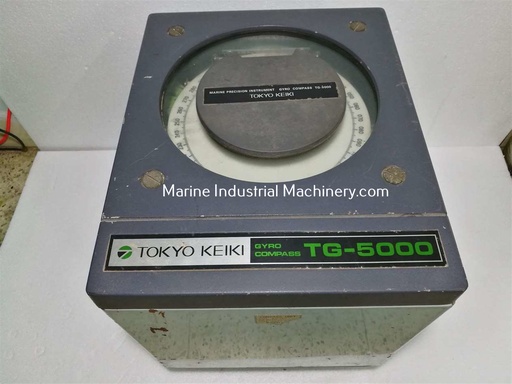 MARINE PRECISION INSTRUMENT GYRO COMPASS TG-5000
TOKYO KEIKI
Marine Industrial Machinery.com
TOKYO KEIKI GYRO COMPASS TG-5000